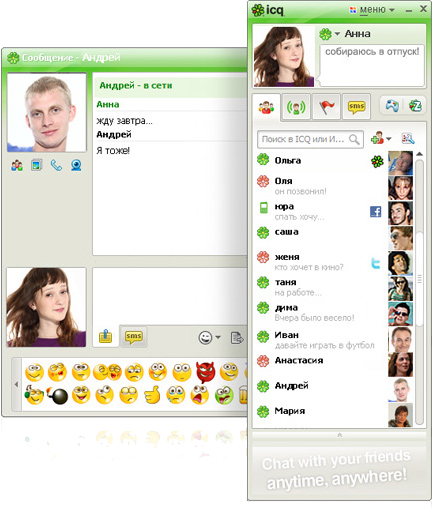 Сообщение - Андрей
Андрей - в сети
Анна
жду завтра...
Андрей
Я тоже!
sms
icq
меню
Анна
собираюсь в отпуск!
sms
Поиск в ICQ или И...
Ольга
Оля
он позвонил!
юра
спать хочу...
саша
женя
кто хочет в кино?
таня
на работе...
дима
Вчера было весело!
Иван
давайте играть в футбол
Анастасия
Андрей
Мария
Chat with your friends
anytime, anywhere!